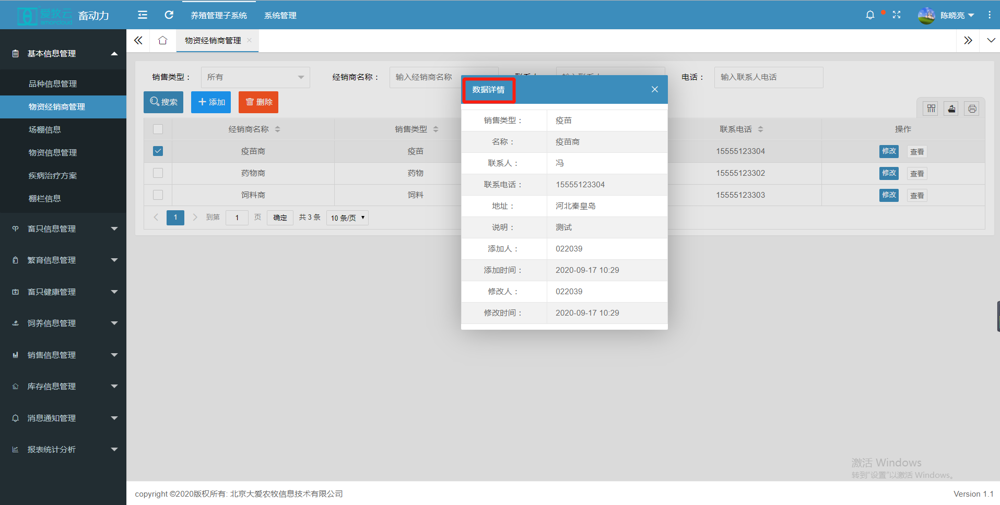 爱牧云
amorcloud
畜动力
养殖管理子系统
系统管理
陈晓亮
基本信息管理
品种信息管理
物资经销商管理
场棚信息
物资信息管理
疾病治疗方案
棚栏信息
畜只信息管理
繁育信息管理
畜只健康管理
饲养信息管理
销售信息管理
库存信息管理
消息通知管理
报表统计分析
物资经销商管理
销售类型：
所有
经销商名称：
输入经销商名称
电话：
输入联系人电话
搜索
添加
删除
经销商名称
销售类型
联系电话
操作
疫苗商
疫苗
15555123304
修改
查看
药物商
药物
15555123302
修改
查看
饲料商
饲料
15555123303
修改
查看
1
到第
1
页
确定
共 3 条
10 条/页
数据详情
销售类型：
疫苗
名称：
疫苗商
联系人：
冯
联系电话：
15555123304
地址：
河北秦皇岛
说明：
测试
添加人：
022039
添加时间：
2020-09-17 10:29
修改人：
022039
修改时间：
2020-09-17 10:29
激活 Windows
转到"设置"以激活 Windows。
copyright ©2020版权所有: 北京大爱农牧信息技术有限公司
Version 1.1